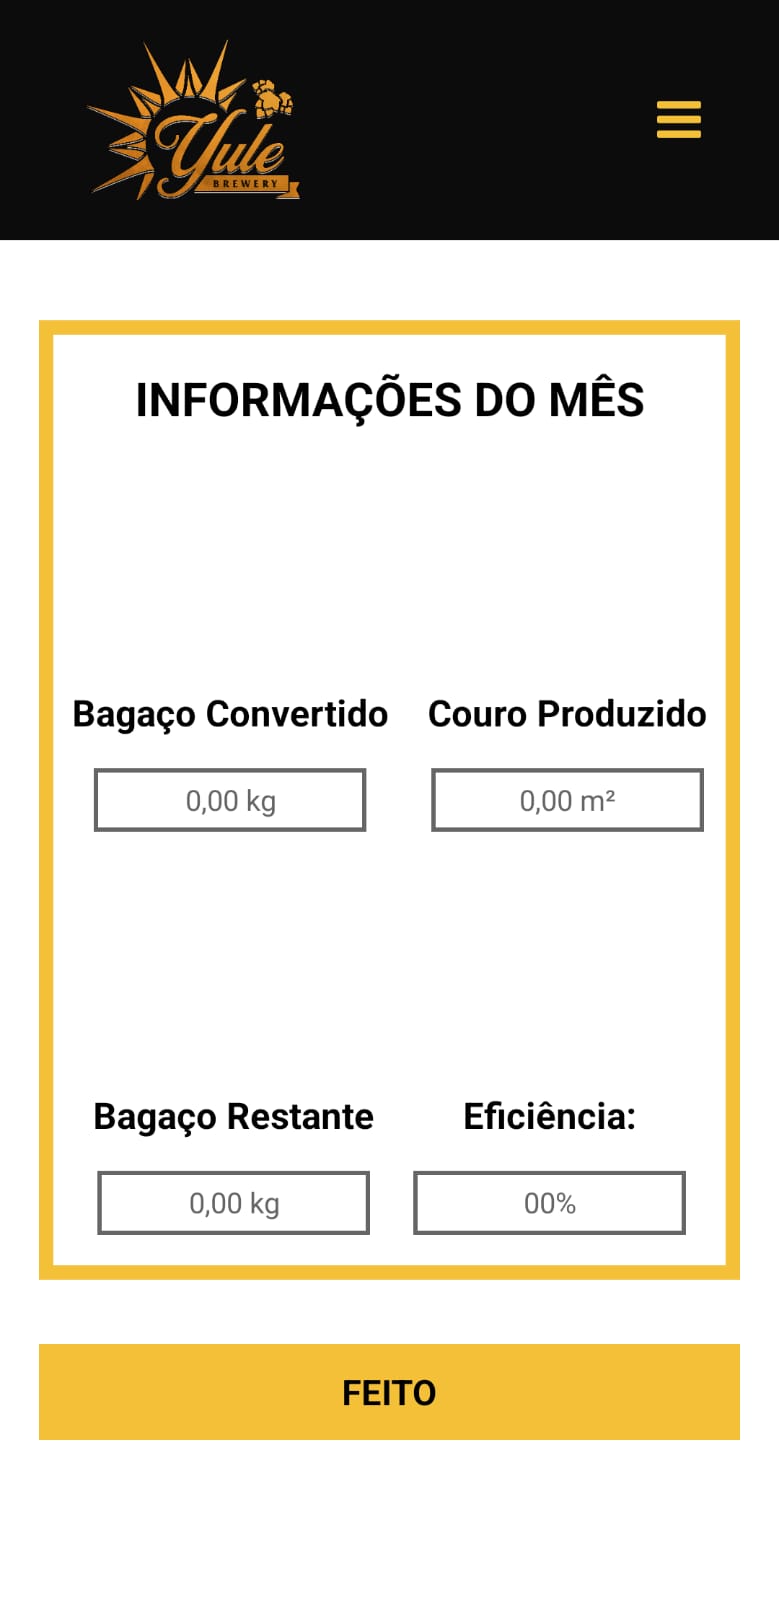 Yule
BREWERY
INFORMAÇÕES DO MÊS
Bagaço Convertido
Couro Produzido
0,00 kg
0,00 m²
Bagaço Restante
Eficiência:
0,00 kg
00%
FEITO